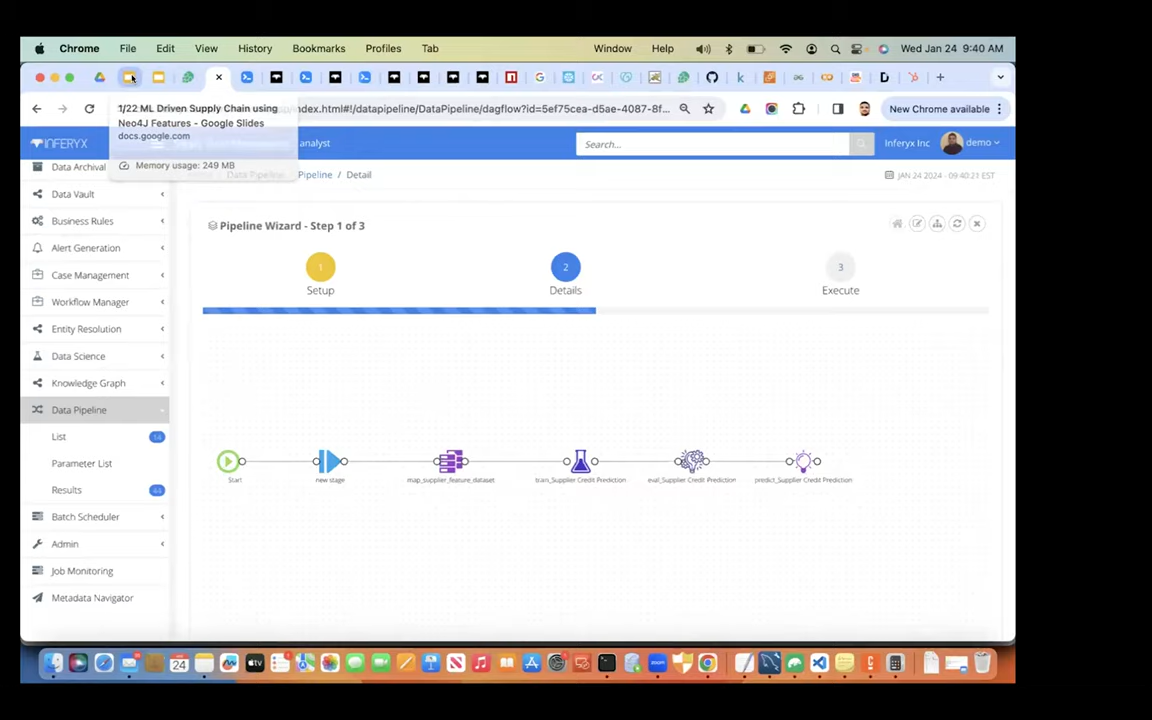 Chrome File Edit View History Bookmarks Profiles Tab Window Help Wed Jan 24 9:40 AM
1/22 ML Driven Supply Chain using
Neo4J Features - Google Slides
docs.google.com
Memory usage: 249 MB
ndex.html#!/datapipeline/DataPipeline/dagflow?id=5ef75cea-d5ae-4087-8f...
New Chrome available
INFERYX
analyst
Search...
Inferyx Inc
demo
Data Pipeline Pipeline / Detail
JAN 24 2024 - 09:40:21 EST
Data Archival
Data Vault
Business Rules
Alert Generation
Case Management
Workflow Manager
Entity Resolution
Data Science
Knowledge Graph
Data Pipeline
List
Parameter List
Results
Batch Scheduler
Admin
Job Monitoring
Metadata Navigator
Pipeline Wizard - Step 1 of 3
1
Setup
2
Details
3
Execute
Start
new stage
map_supplier_feature_dataset
train_Supplier Credit Prediction
eval_Supplier Credit Prediction
predict_Supplier Credit Prediction
24